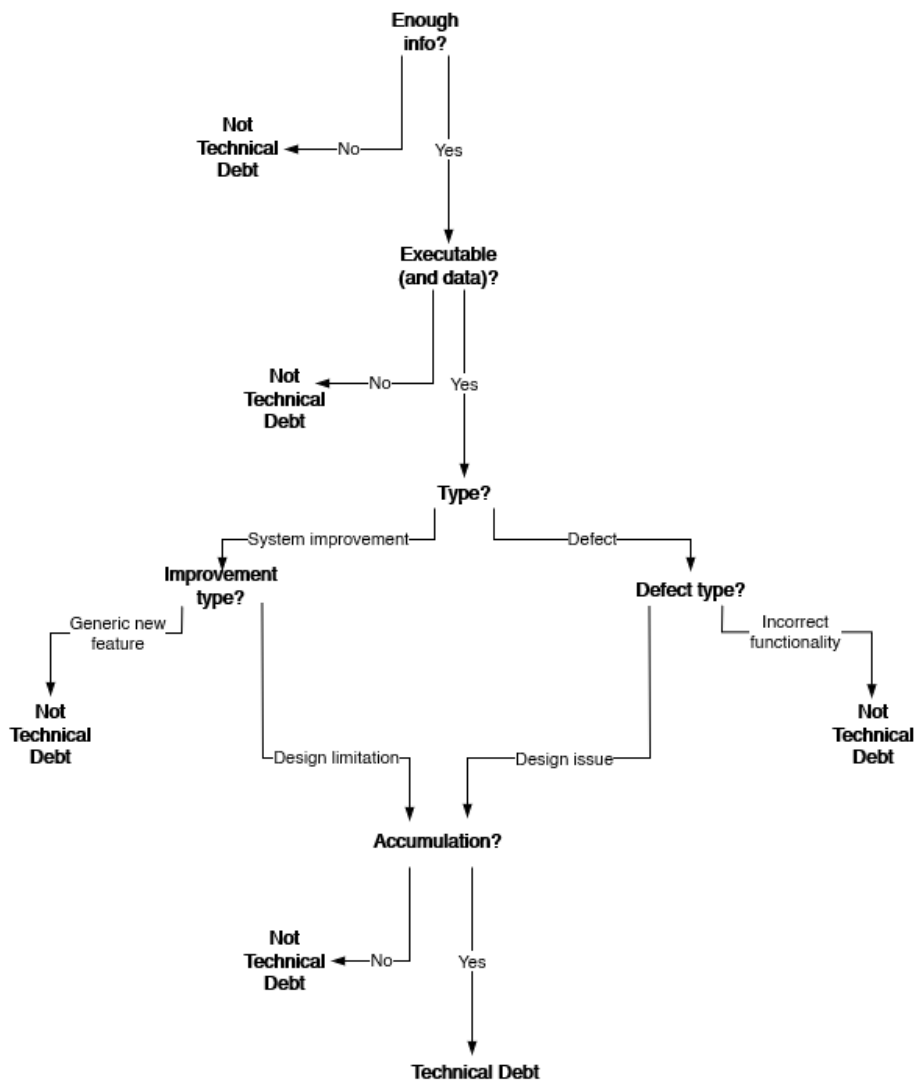 Enough
info?
Not
Technical
Debt
No
Yes
Executable
(and data)?
Not
Technical
Debt
No
Yes
Type?
System improvement
Defect
Improvement
type?
Defect type?
Generic new
feature
Incorrect
functionality
Not
Technical
Debt
Not
Technical
Debt
Design limitation
Design issue
Accumulation?
Not
Technical
Debt
No
Yes
Technical Debt